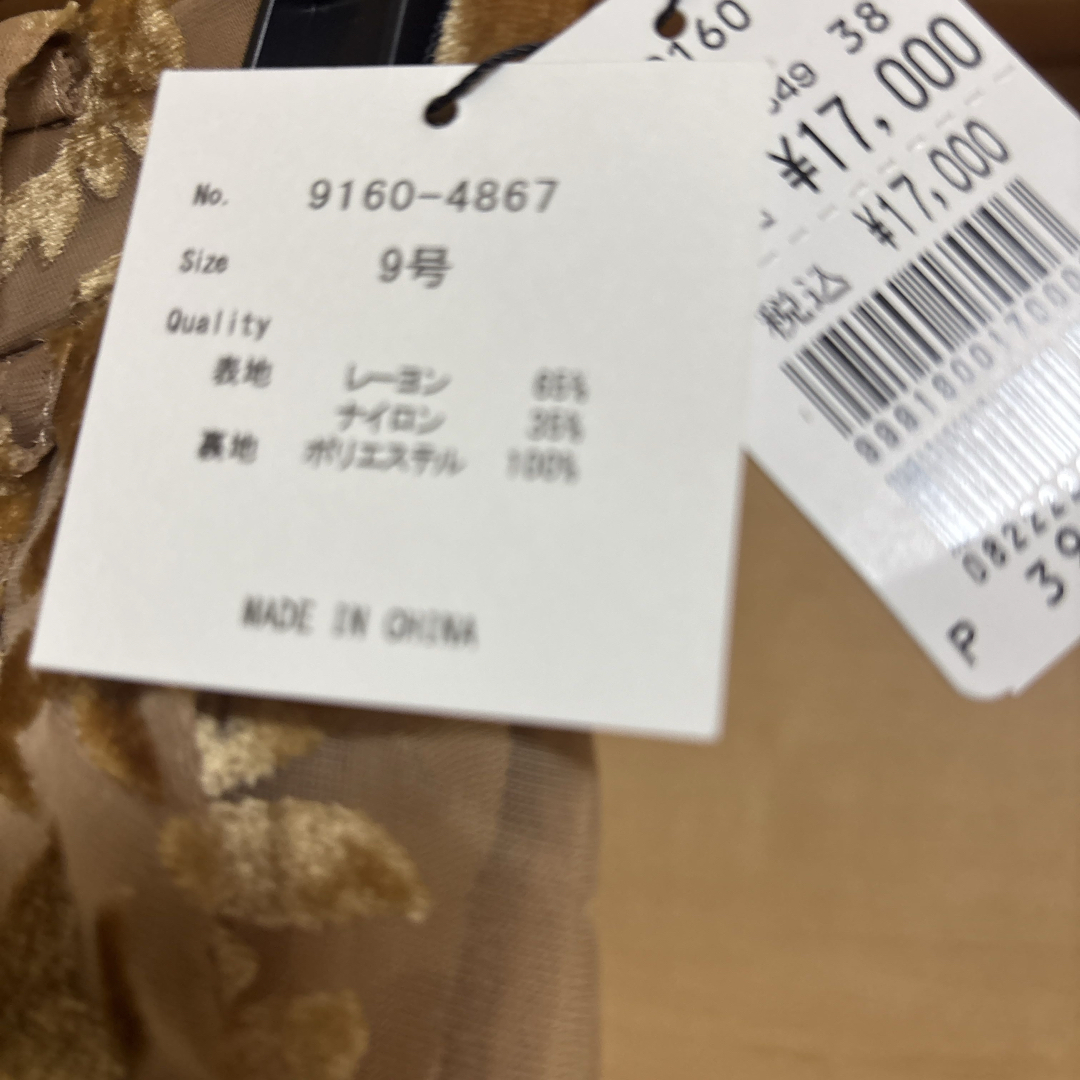 No. 9160-4867
Size 9号
Quality
表地 レーヨン 65%
ナイロン 35%
裏地 ポリエステル 100%
MADE IN CHINA
9160
38
¥17,000
¥17,000
税込
P